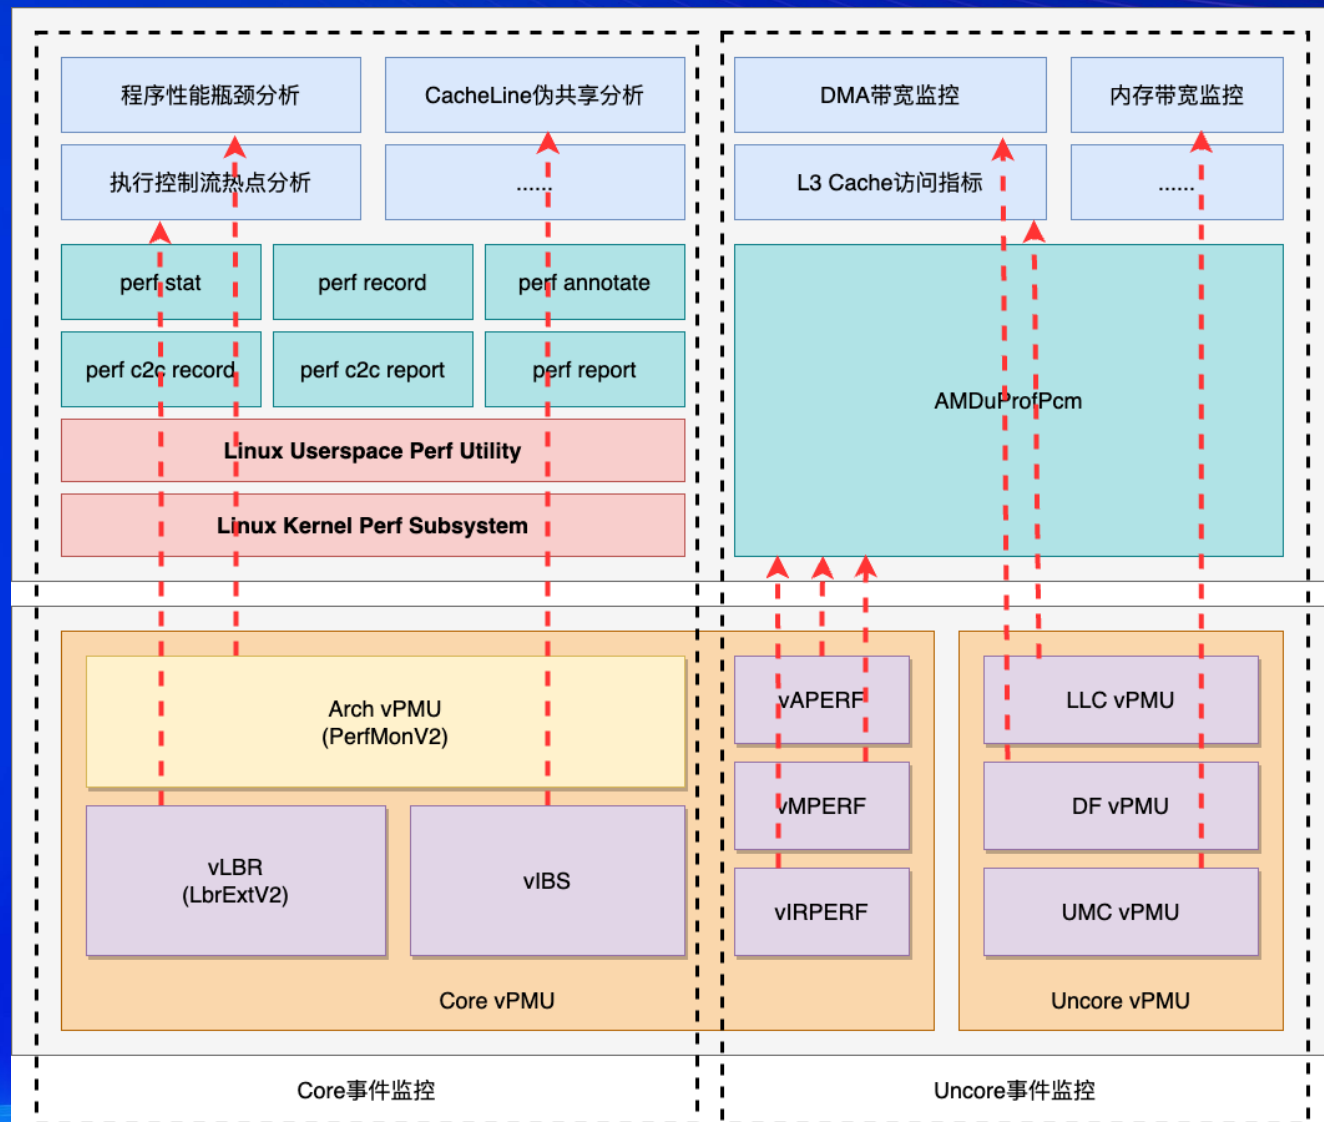 程序性能瓶颈分析
CacheLine伪共享分析
DMA带宽监控
内存带宽监控
执行控制流热点分析
......
L3 Cache访问指标
......
perf stat
perf record
perf annotate
perf c2c record
perf c2c report
perf report
AMDuProfPcm
Linux Userspace Perf Utility
Linux Kernel Perf Subsystem
Arch vPMU
(PerfMonV2)
vAPERF
LLC vPMU
vMPERF
DF vPMU
vLBR
(LbrExtV2)
vIBS
vIRPERF
UMC vPMU
Core vPMU
Uncore vPMU
Core事件监控
Uncore事件监控